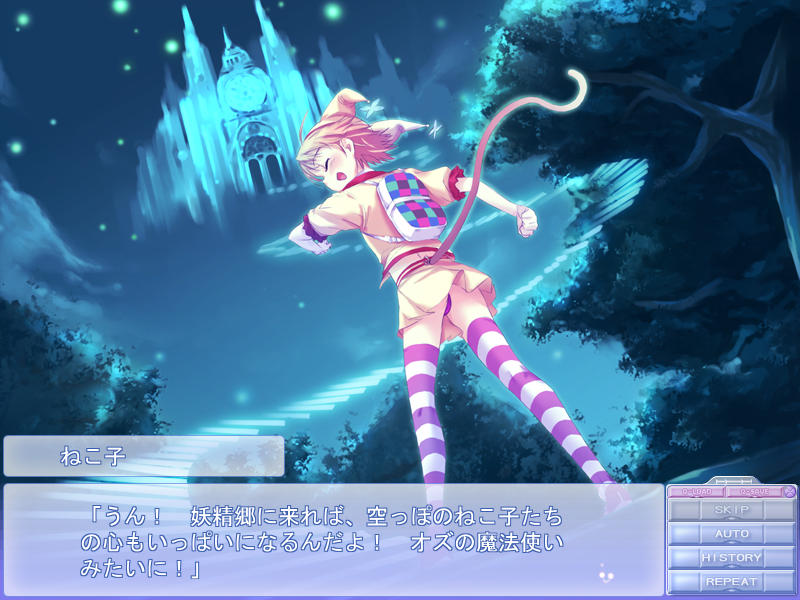 ねこ子
「うん！　妖精郷に来れば、空っぽのねこ子たち
の心もいっぱいになるんだよ！　オズの魔法使い
みたいに！」
Q-LOAD Q-SAVE
SKIP
AUTO
HISTORY
REPEAT